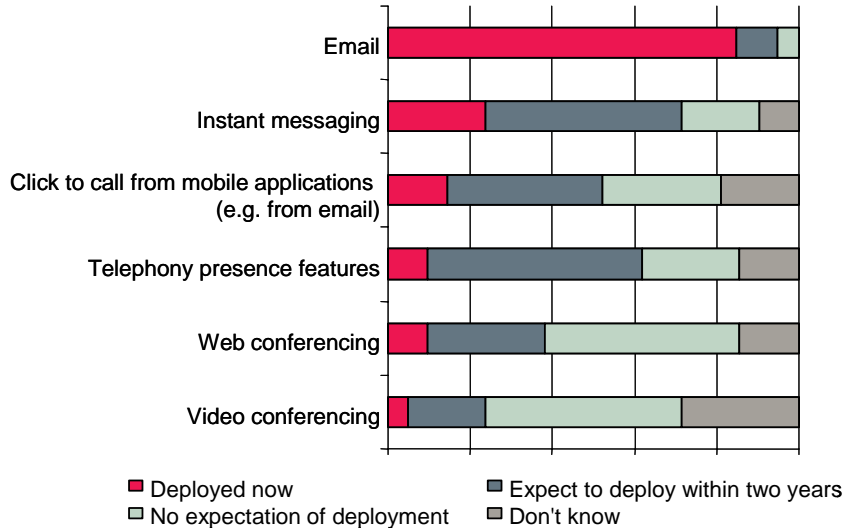 Email
Instant messaging
Click to call from mobile applications
(e.g. from email)
Telephony presence features
Web conferencing
Video conferencing
Deployed now
Expect to deploy within two years
No expectation of deployment
Don't know